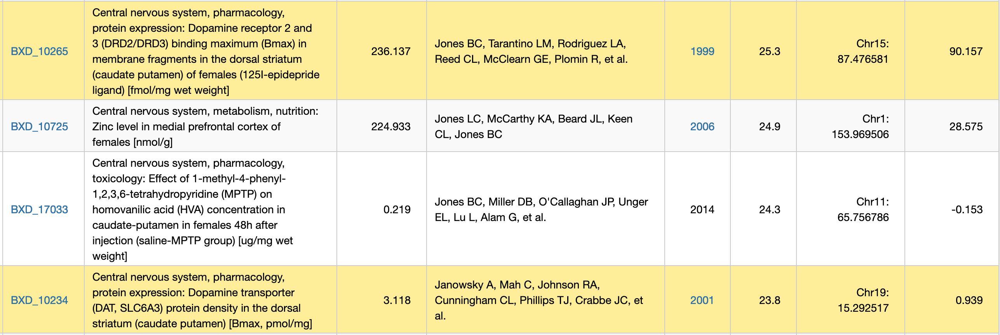 BXD_10265
Central nervous system, pharmacology,
protein expression: Dopamine receptor 2 and
3 (DRD2/DRD3) binding maximum (Bmax) in
membrane fragments in the dorsal striatum
(caudate putamen) of females (125I-epidepride
ligand) [fmol/mg wet weight]
236.137
Jones BC, Tarantino LM, Rodriguez LA,
Reed CL, McClearn GE, Plomin R, et al.
1999
25.3
Chr15:
87.476581
90.157
BXD_10725
Central nervous system, metabolism, nutrition:
Zinc level in medial prefrontal cortex of
females [nmol/g]
224.933
Jones LC, McCarthy KA, Beard JL, Keen
CL, Jones BC
2006
24.9
Chr1:
153.969506
28.575
BXD_17033
Central nervous system, pharmacology,
toxicology: Effect of 1-methyl-4-phenyl-
1,2,3,6-tetrahydropyridine (MPTP) on
homovanilic acid (HVA) concentration in
caudate-putamen in females 48h after
injection (saline-MPTP group) [ug/mg wet
weight]
0.219
Jones BC, Miller DB, O'Callaghan JP, Unger
EL, Lu L, Alam G, et al.
2014
24.3
Chr11:
65.756786
-0.153
BXD_10234
Central nervous system, pharmacology,
protein expression: Dopamine transporter
(DAT, SLC6A3) protein density in the dorsal
striatum (caudate putamen) [Bmax, pmol/mg]
3.118
Janowsky A, Mah C, Johnson RA,
Cunningham CL, Phillips TJ, Crabbe JC, et
al.
2001
23.8
Chr19:
15.292517
0.939